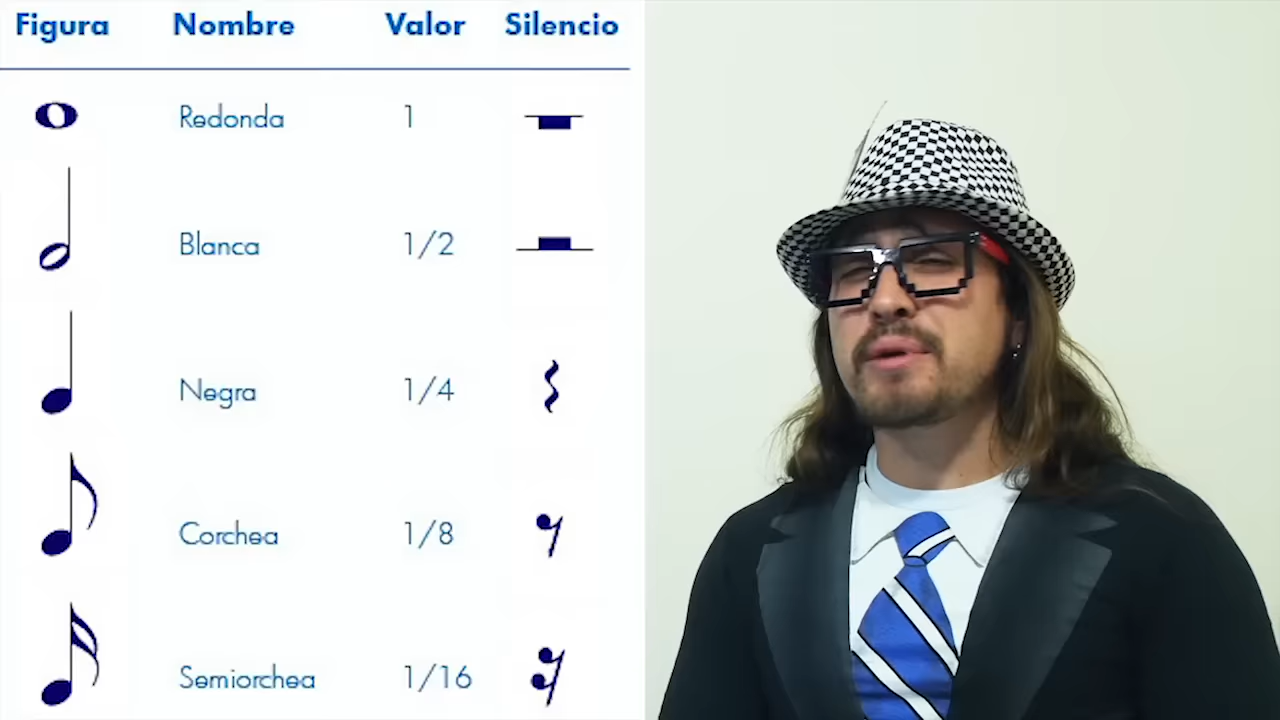 Figura Nombre Valor Silencio
Redonda 1
Blanca 1/2
Negra 1/4
Corchea 1/8
Semiorchea 1/16